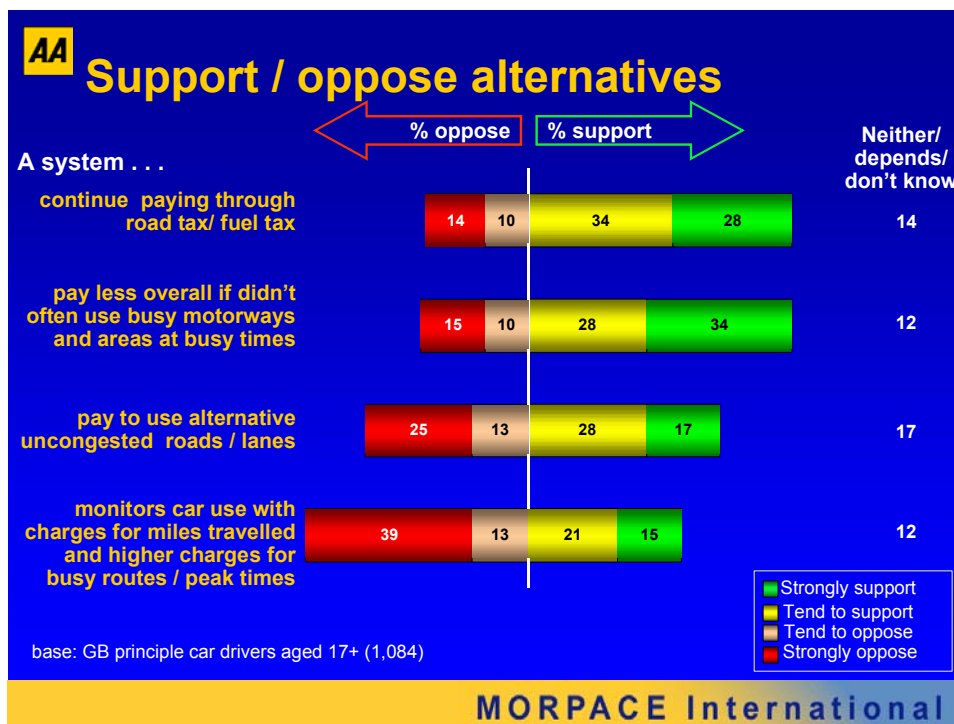 AA
Support / oppose alternatives
% oppose
% support
Neither/
depends/
don't know
A system . . .
continue paying through
road tax/ fuel tax
14
10
34
28
14
pay less overall if didn't
often use busy motorways
and areas at busy times
15
10
28
34
12
pay to use alternative
uncongested roads / lanes
25
13
28
17
17
monitors car use with
charges for miles travelled
and higher charges for
busy routes / peak times
39
13
21
15
12
Strongly support
Tend to support
Tend to oppose
Strongly oppose
base: GB principle car drivers aged 17+ (1,084)
MORPACE International